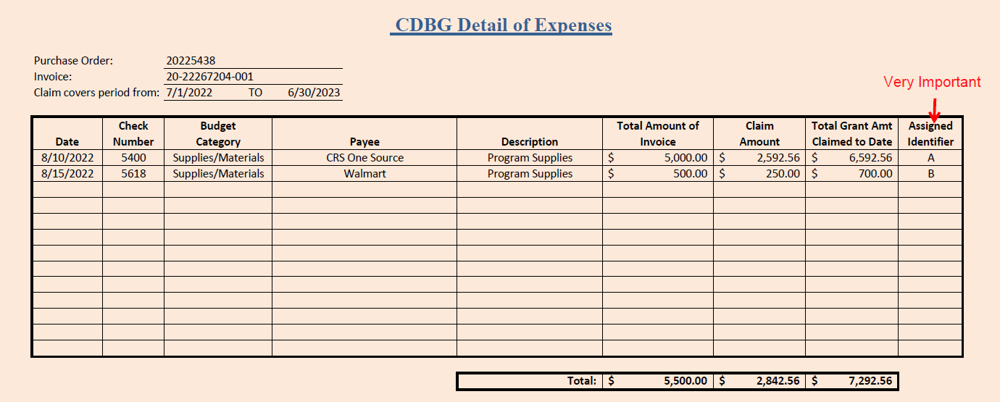 CDBG Detail of Expenses
Purchase Order: 20225438
Invoice: 20-22267204-001
Claim covers period from: 7/1/2022 TO 6/30/2023
Very Important
Date Check Number Budget Category Payee Description Total Amount of Invoice Claim Amount Total Grant Amt Claimed to Date Assigned Identifier
8/10/2022 5400 Supplies/Materials CRS One Source Program Supplies $ 5,000.00 $ 2,592.56 $ 6,592.56 A
8/15/2022 5618 Supplies/Materials Walmart Program Supplies $ 500.00 $ 250.00 $ 700.00 B
Total: $ 5,500.00 $ 2,842.56 $ 7,292.56